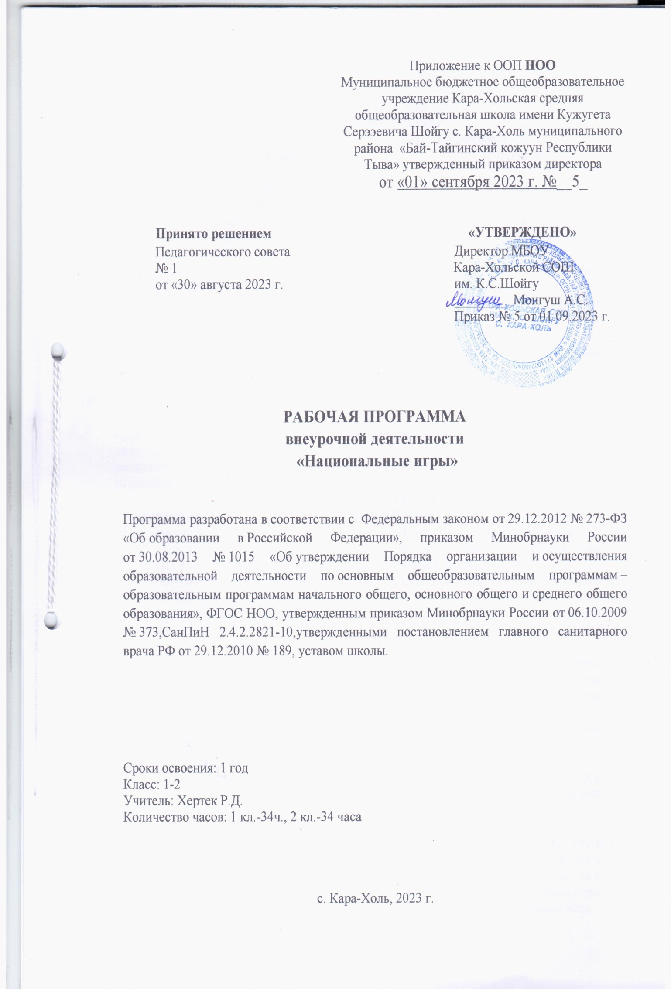 Приложение к ООП НОО
Муниципальное бюджетное общеобразовательное
учреждение Кара-Хольская средняя
общеобразовательная школа имени Кужугета
Серээевича Шойгу с. Кара-Холь муниципального
района «Бай-Тайгинский кожуун Республики
Тыва» утвержденный приказом директора
от «01» сентября 2023 г. №__5_
Принято решением
Педагогического совета
№ 1
от «30» августа 2023 г.
«УТВЕРЖДЕНО»
Директор МБОУ
Кара-Хольской СОШ
им. К.С.Шойгу
Монгуш Монгуш А.С.
Приказ № 5 от 01.09.2023 г.
КАРА-ХОЛЬСКАЯ СОШ
ИМ. К. С. ШОЙГУ
С. КАРА-ХОЛЬ
РАБОЧАЯ ПРОГРАММА
внеурочной деятельности
«Национальные игры»
Программа разработана в соответствии с Федеральным законом от 29.12.2012 № 273-ФЗ
«Об образовании в Российской Федерации», приказом Минобрнауки России
от 30.08.2013 № 1015 «Об утверждении Порядка организации и осуществления
образовательной деятельности по основным общеобразовательным программам –
образовательным программам начального общего, основного общего и среднего общего
образования», ФГОС НОО, утвержденным приказом Минобрнауки России от 06.10.2009
№ 373,СанПиН 2.4.2.2821-10,утвержденными постановлением главного санитарного
врача РФ от 29.12.2010 № 189, уставом школы.
Сроки освоения: 1 год
Класс: 1-2
Учитель: Хертек Р.Д.
Количество часов: 1 кл.-34ч., 2 кл.-34 часа
с. Кара-Холь, 2023 г.